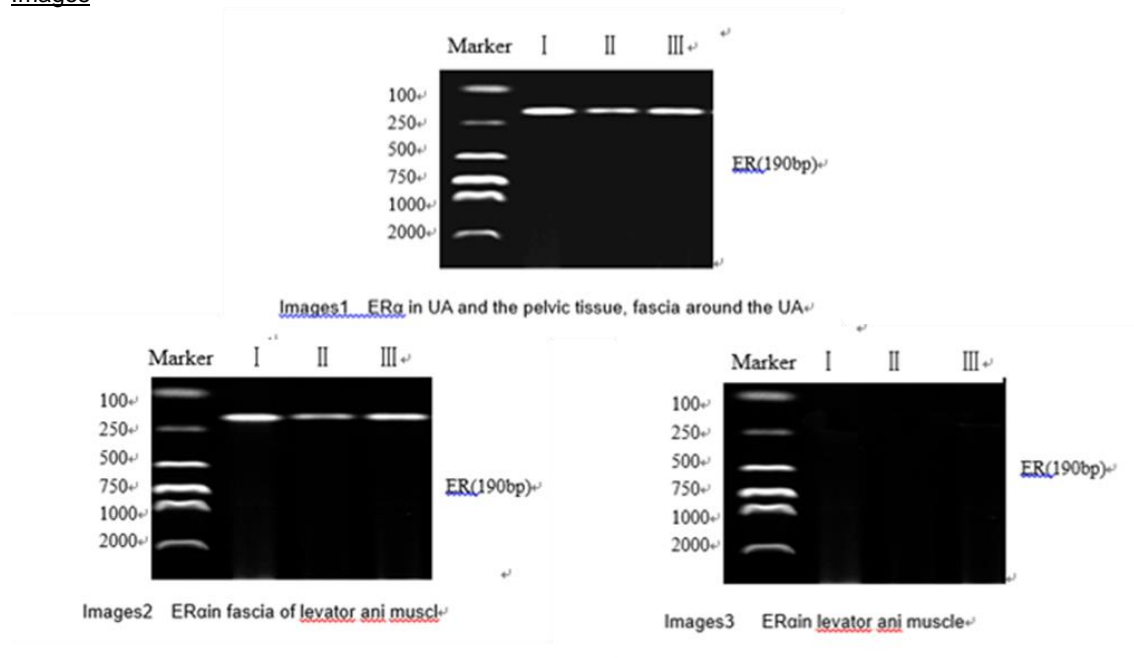 Images
Marker I II III
100
250
500
750
1000
2000
ER(190bp)
Images1 ERα in UA and the pelvic tissue, fascia around the UA
Marker I II III
100
250
500
750
1000
2000
ER(190bp)
Images2 ERαin fascia of levator ani muscl
Marker I II III
100
250
500
750
1000
2000
ER(190bp)
Images3 ERαin levator ani muscle